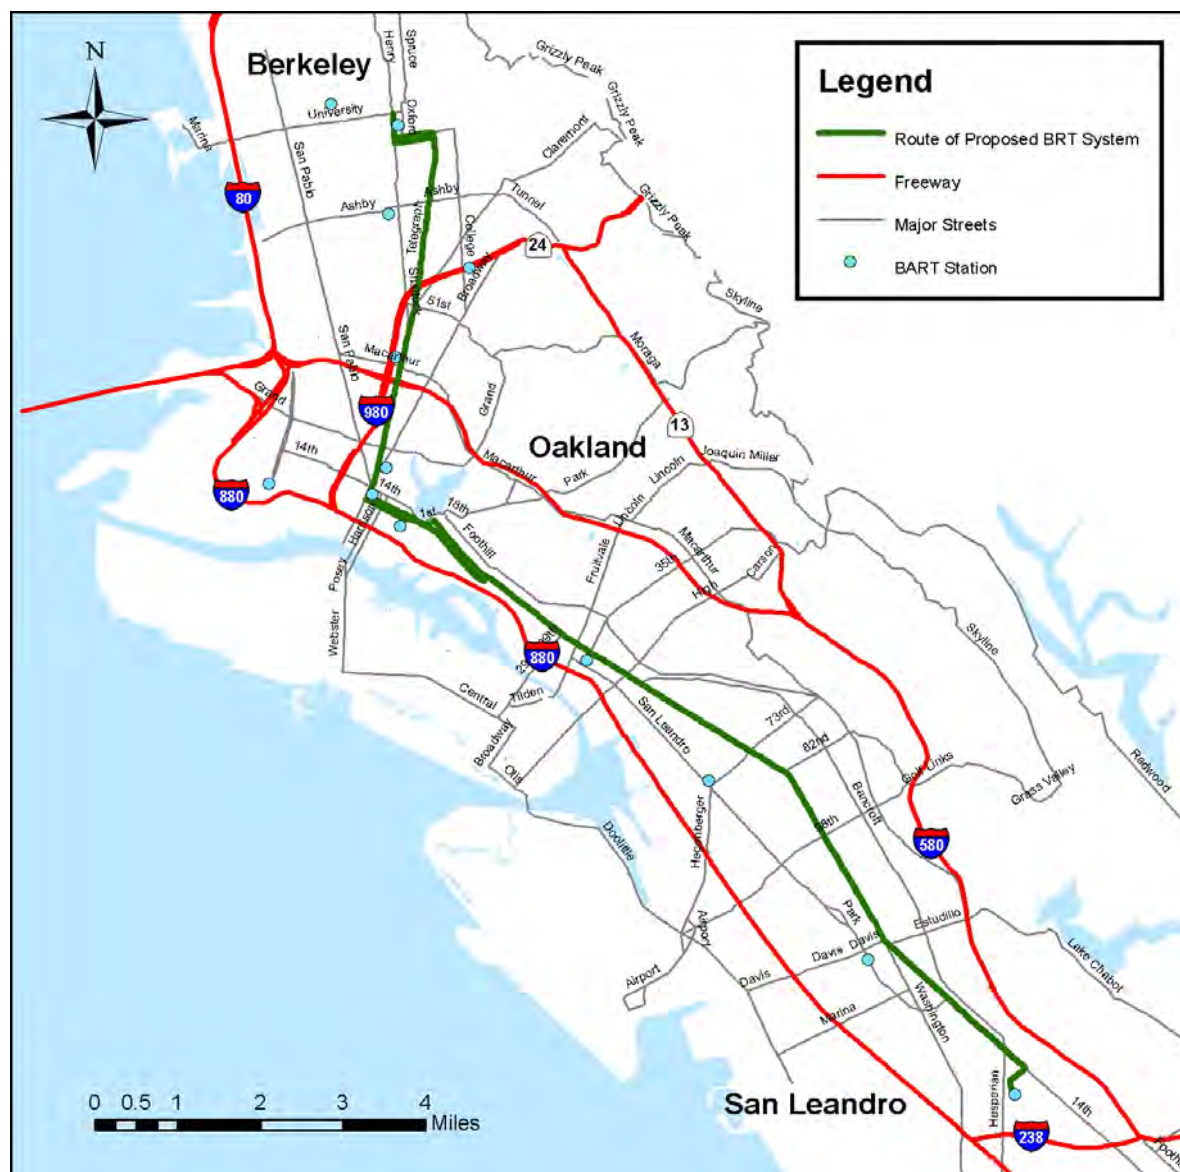 N
Berkeley
Henry
Spruce
Oxford
University
Marina
San Pablo
Ashby
Ashby
Telegraph
College
Tunnel
Claremont
Grizzly Peak
Grizzly Peak
Grizzly Peak
80
24
Broadway
51st
Shattuck
Skyline
Moraga
San Pablo
Macarthur
Grand
Grand
980
13
Oakland
14th
880
Macarthur
Park
Lincoln
Lincoln
Joaquin Miller
14th
1st
18th
Harrison
Posey
Webster
Foothill
Fruitvale
35th
Macarthur
High
Carson
880
Central
Tilden
Broadway
Otis
San Leandro
73rd
82nd
Skyline
Golf Links
Grass Valley
Redwood
Doolittle
Hegenberger
98th
Bancroft
580
Airport
Airport
Park
Davis
Davis
Davis
Estudillo
Lake Chabot
Marina
Washington
Hesperian
14th
238
San Leandro
Legend
Route of Proposed BRT System
Freeway
Major Streets
BART Station
0 0.5 1 2 3 4
Miles